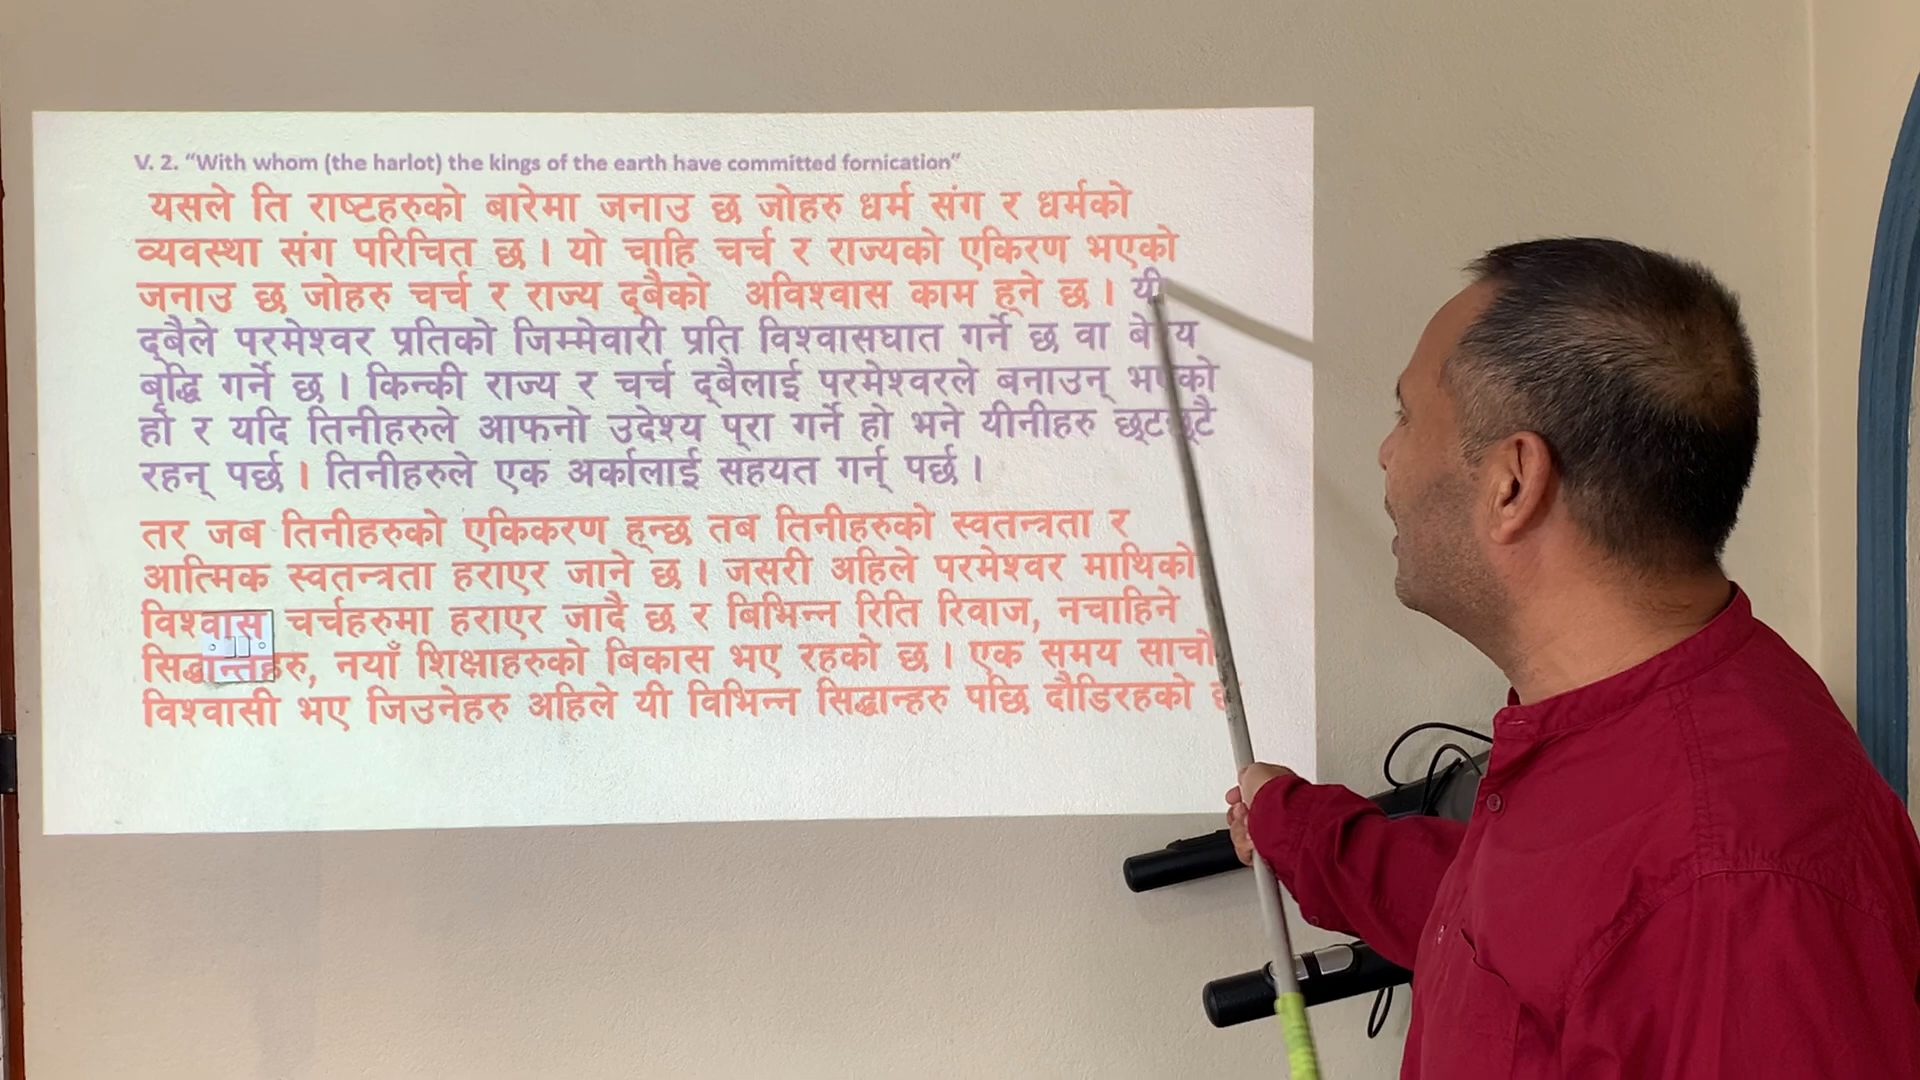 V. 2. “With whom (the harlot) the kings of the earth have committed fornication”
यसले ति राष्टहरुको बारेमा जनाउ छ जोहरु धर्म संग र धर्मको
व्यवस्था संग परिचित छ । यो चाहि चर्च र राज्यको एकिरण भएको
जनाउ छ जोहरु चर्च र राज्य द्बैको अविश्वास काम ह्ने छ । यी
द्बैले परमेश्वर प्रतिको जिम्मेवारी प्रति विश्वासघात गर्ने छ वा
बृद्धि गर्ने छ । किन्की राज्य र चर्च द्बैलाई परमेश्वरले बनाउन् भएको
हो र यदि तिनीहरुले आफनो उदेश्य प्रा गर्ने हो भने यीनीहरु छ्टछ्टै
रहन् पर्छ । तिनीहरुले एक अर्कालाई सहयत गर्न् पर्छ ।
तर जब तिनीहरुको एकिकरण ह्न्छ तब तिनीहरुको स्वतन्त्रता र
आत्मिक स्वतन्त्रता हराएर जाने छ । जसरी अहिले परमेश्वर माथिको
विश्वास चर्चहरुमा हराएर जादै छ र बिभिन्न रिति रिवाज, नचाहिने
सिद्धान्तहरु, नयाँ शिक्षाहरुको बिकास भए रहको छ । एक समय साचो
विश्वासी भए जिउनेहरु अहिले यी विभिन्न सिद्धान्हरु पछि दौडिरहको